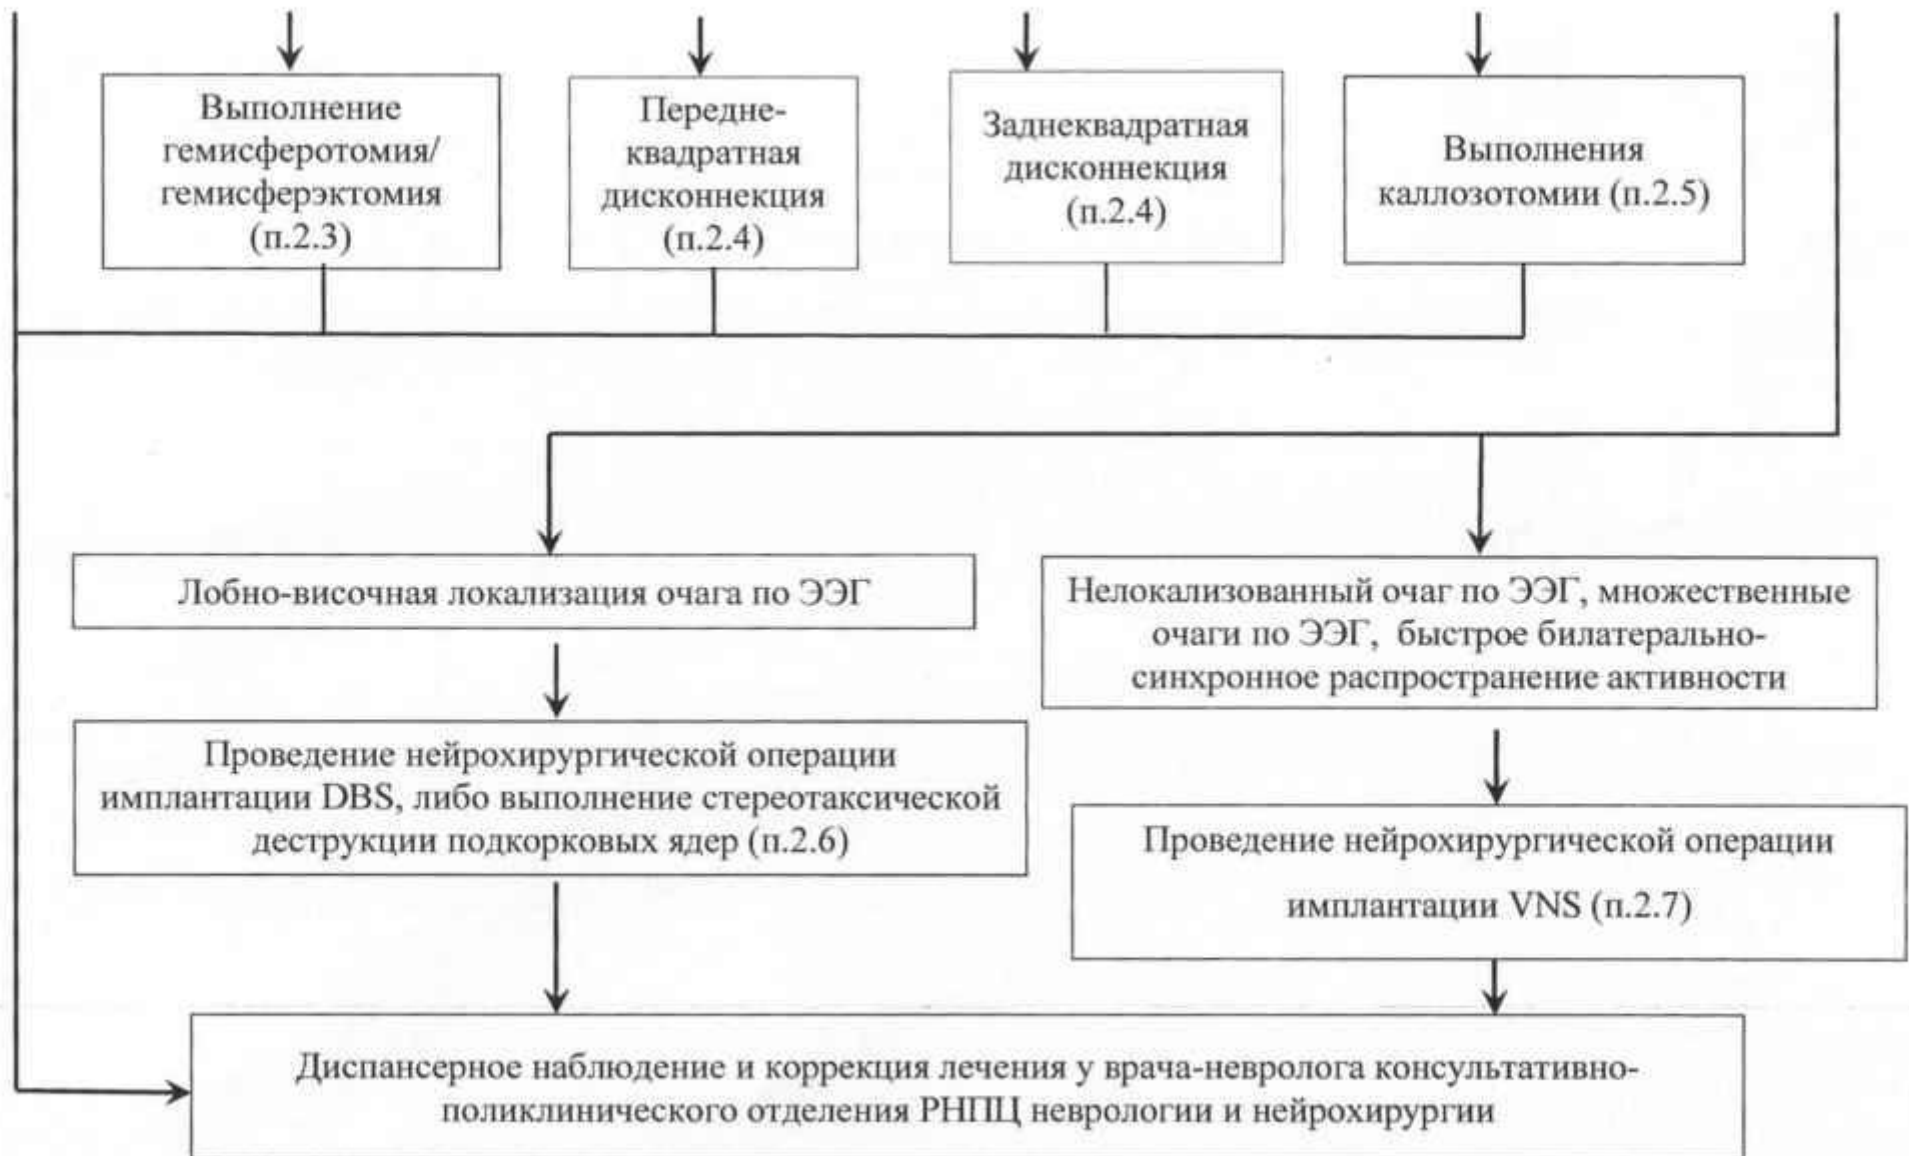 Выполнение
гемисферотомия/
гемисферэктомия
(п.2.3)
Передне-
квадратная
дисконнекция
(п.2.4)
Заднеквадратная
дисконнекция
(п.2.4)
Выполнения
каллозотомии (п.2.5)
Лобно-височная локализация очага по ЭЭГ
Нелокализованный очаг по ЭЭГ, множественные
очаги по ЭЭГ, быстрое билатерально-
синхронное распространение активности
Проведение нейрохирургической операции
имплантации DBS, либо выполнение стереотаксической
деструкции подкорковых ядер (п.2.6)
Проведение нейрохирургической операции
имплантации VNS (п.2.7)
Диспансерное наблюдение и коррекция лечения у врача-невролога консультативно-
поликлинического отделения РНПЦ неврологии и нейрохирургии